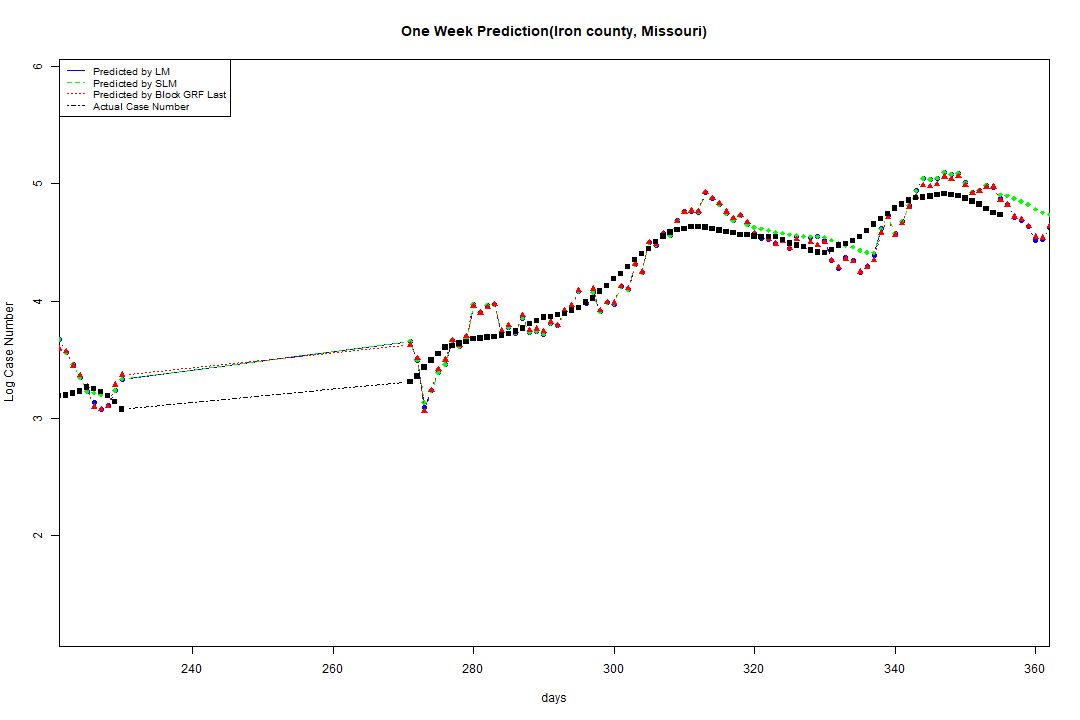 One Week Prediction(Iron county, Missouri)
Predicted by LM
Predicted by SLM
Predicted by Block GRF Last
Actual Case Number
6
5
4
3
2
Log Case Number
240 260 280 300 320 340 360
days